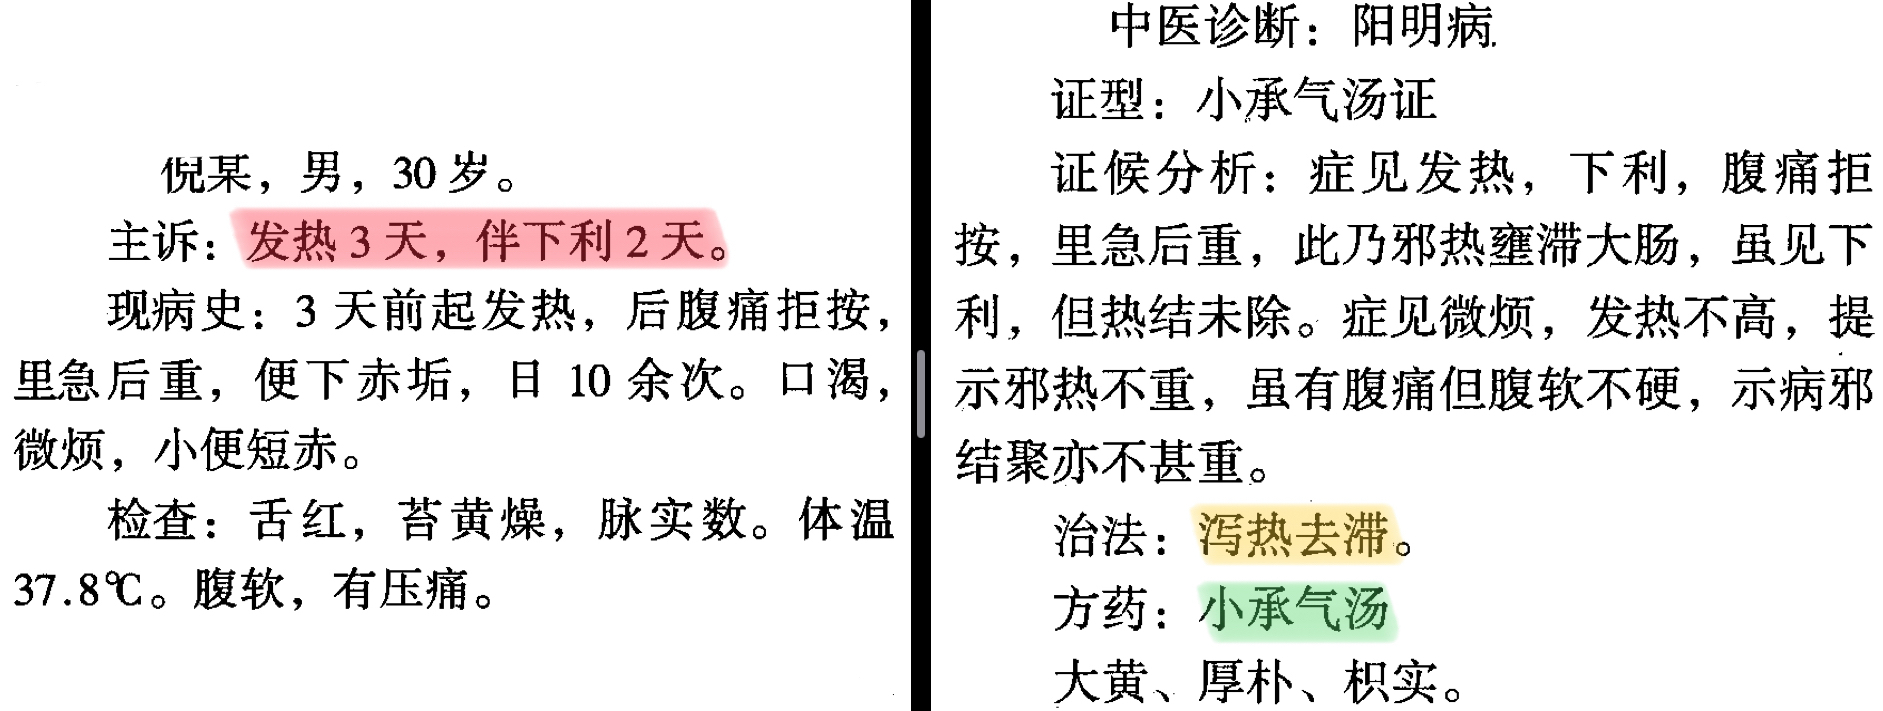 倪某，男，30岁。
主诉：发热3天，伴下利2天。
现病史：3天前起发热，后腹痛拒按，
里急后重，便下赤垢，日10余次。口渴，
微烦，小便短赤。
检查：舌红，苔黄燥，脉实数。体温
37.8℃。腹软，有压痛。
中医诊断：阳明病
证型：小承气汤证
证候分析：症见发热，下利，腹痛拒
按，里急后重，此乃邪热壅滞大肠，虽见下
利，但热结未除。症见微烦，发热不高，提
示邪热不重，虽有腹痛但腹软不硬，示病邪
结聚亦不甚重。
治法：泻热去滞。
方药：小承气汤
大黄、厚朴、枳实。